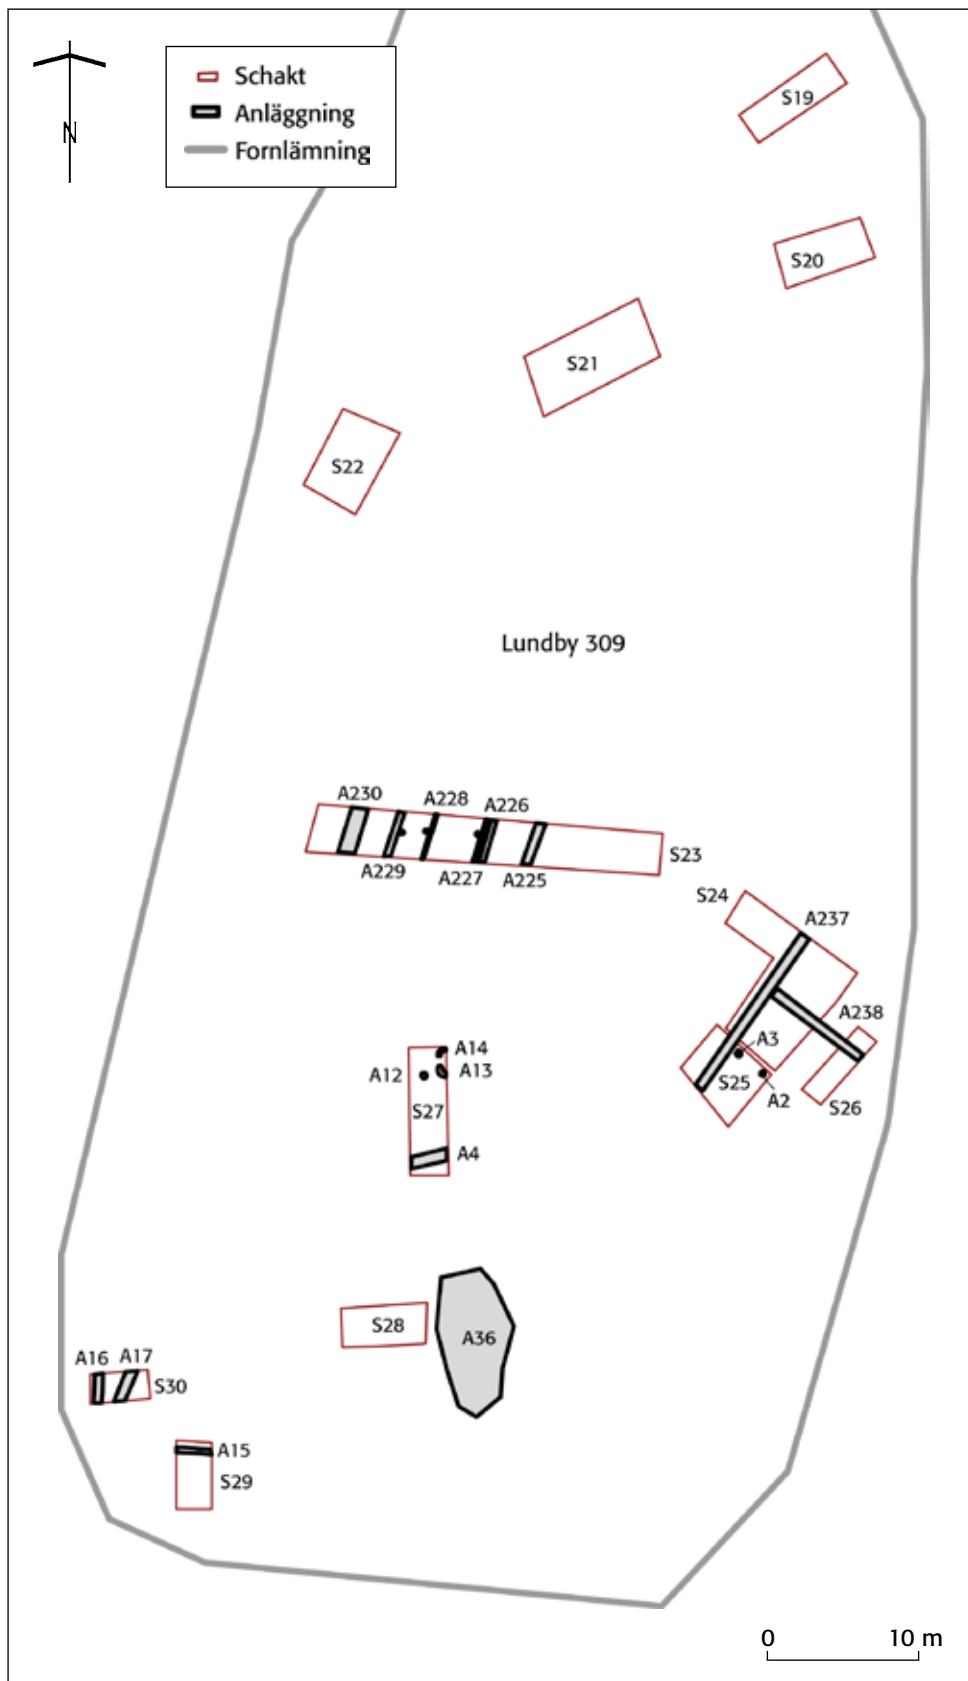 N
Schakt
Anläggning
Fornlämning
S19
S20
S21
S22
Lundby 309
A230
A228
A226
S23
A229
A227
A225
S24
A237
A238
A3
A14
A13
A12
S25
A2
S26
S27
A4
S28
A36
A16
A17
S30
A15
S29
0 10 m